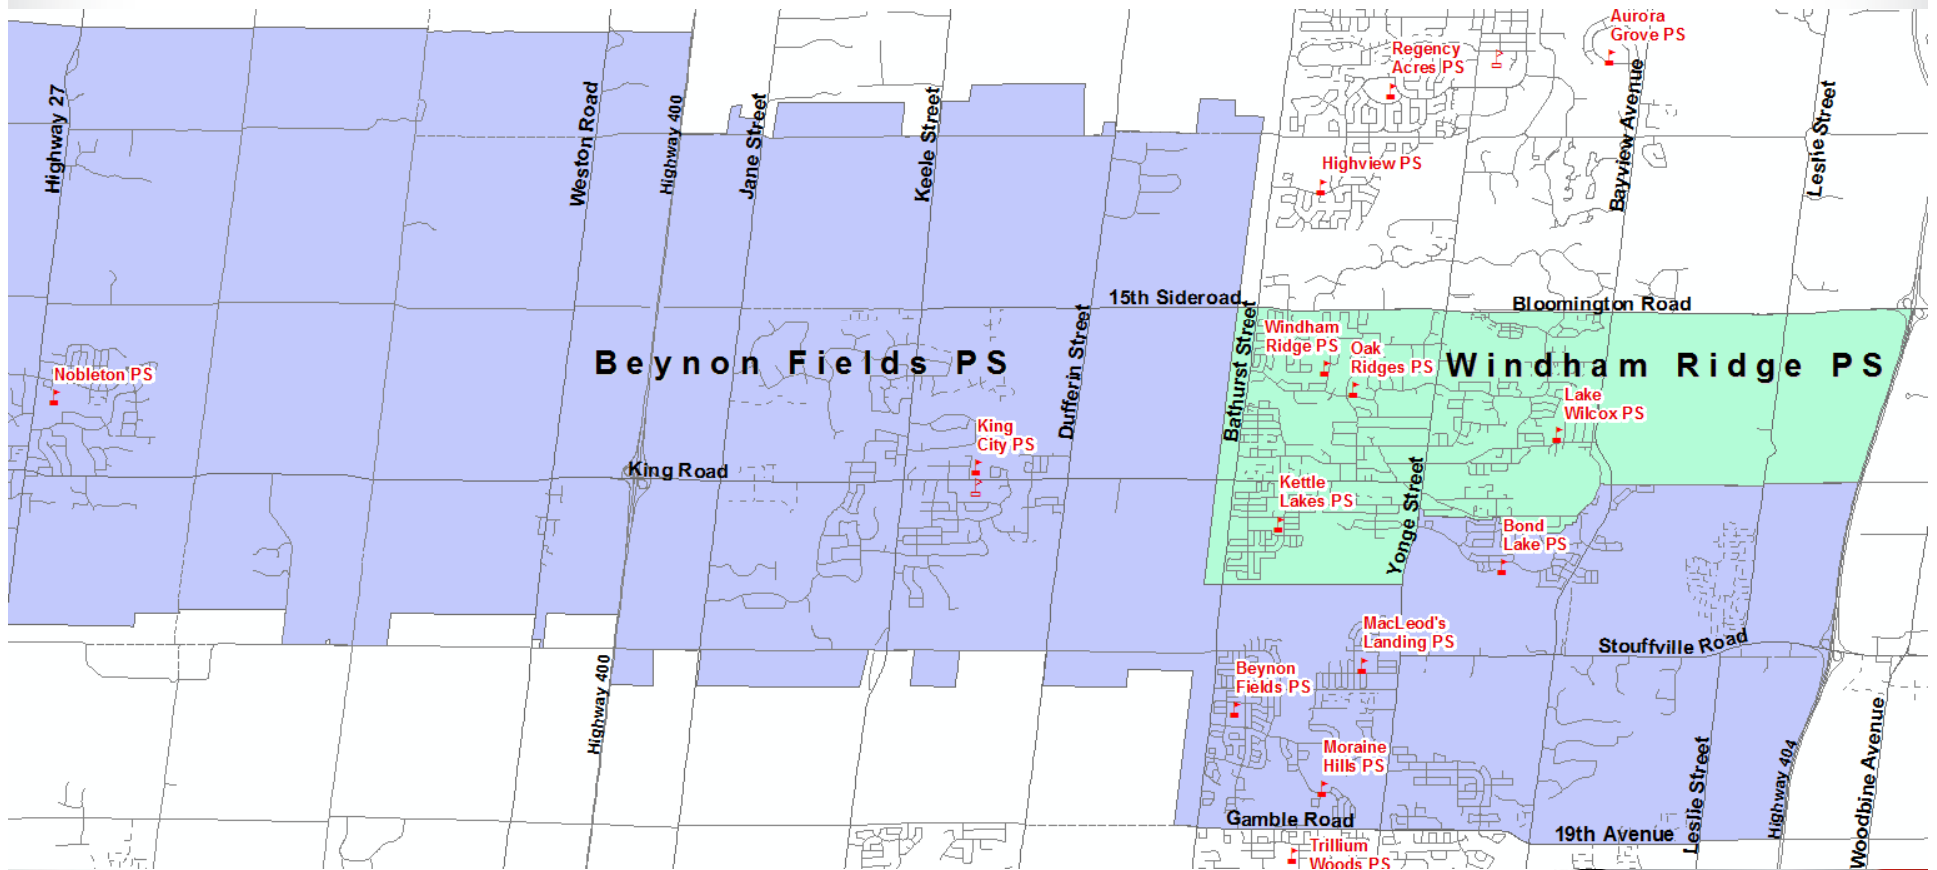 Aurora
Grove PS
Regency
Acres PS
Highway 27
Weston Road
Highway 400
Jane Street
Keele Street
Bayview Avenue
Leslie Street
Highview PS
15th Sideroad
Bloomington Road
Bathurst Street
Dufferin Street
Windham
Ridge PS
Oak
Ridges PS
Beynon Fields PS
Windham Ridge PS
Nobleton PS
Lake
Wilcox PS
King
City PS
King Road
Kettle
Lakes PS
Yonge Street
Bond
Lake PS
MacLeod's
Landing PS
Stouffville Road
Beynon
Fields PS
Highway 400
Moraine
Hills PS
Leslie Street
Highway 404
Woodbine Avenue
Gamble Road
19th Avenue
Trillium
Woods PS